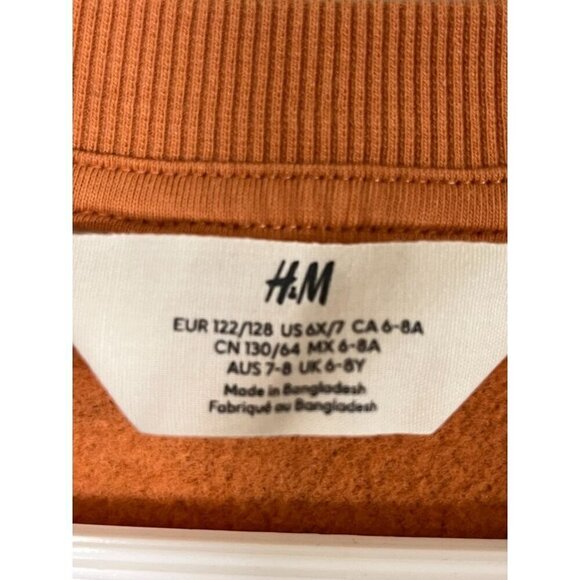 H&M
EUR 122/128 US 6X/7 CA 6-8A
CN 130/64 MX 6-8A
AUS 7-8 UK 6-8Y
Made in Bangladesh
Fabriqué au Bangladesh